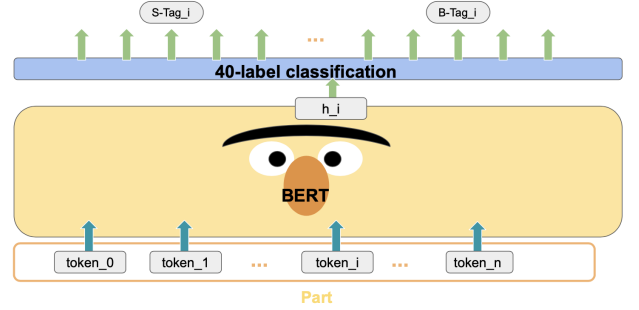 S-Tag_i B-Tag_i
...
40-label classification
h_i
BERT
token_0 token_1 ... token_i ... token_n
Part